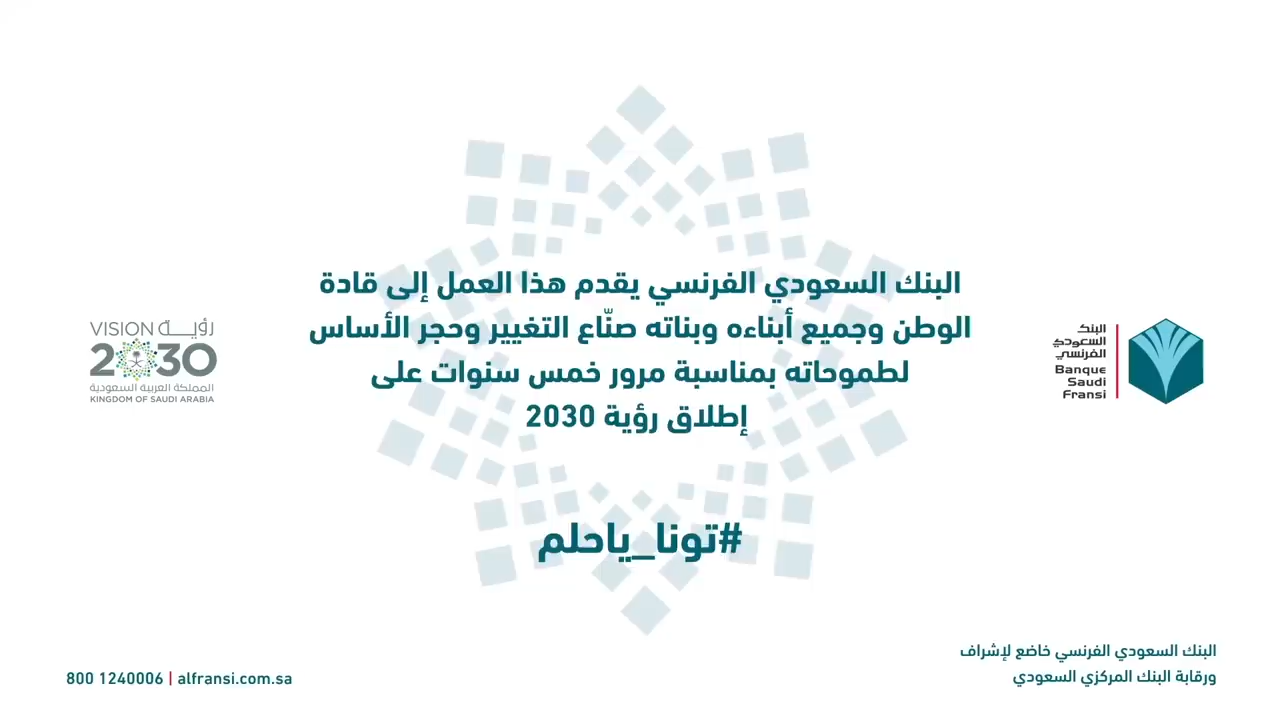 البنك السعودي الفرنسي يقدم هذا العمل إلى قادة
الوطن وجميع أبناءه وبناته صنّاع التغيير وحجر الأساس
لطموحاته بمناسبة مرور خمس سنوات على
إطلاق رؤية 2030
#تونا_ياحلم
البنك
السعودي
الفرنسي
Banque
Saudi
Fransi
VISION رؤيــة
2030
المملكة العربية السعودية
KINGDOM OF SAUDI ARABIA
البنك السعودي الفرنسي خاضع لإشراف
ورقابة البنك المركزي السعودي
800 1240006 | alfransi.com.sa